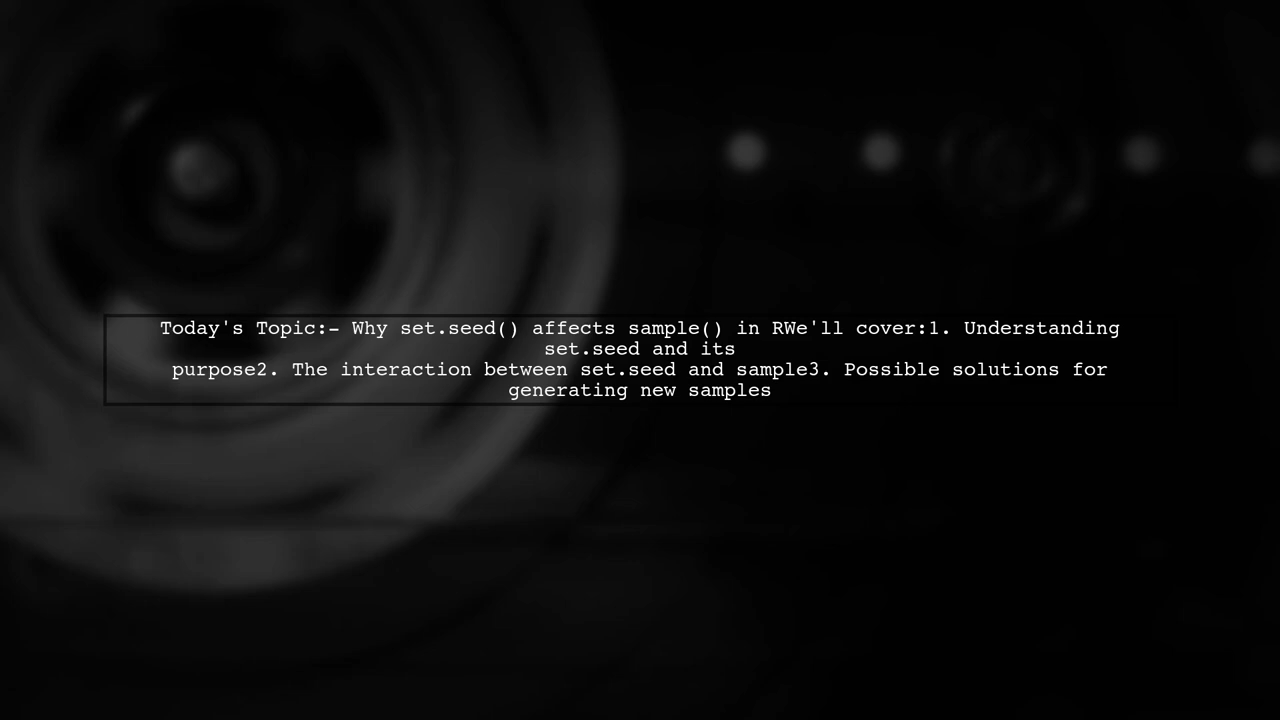 Today's Topic:- Why set.seed() affects sample() in RWe'll cover:1. Understanding
set.seed and its
purpose2. The interaction between set.seed and sample3. Possible solutions for
generating new samples